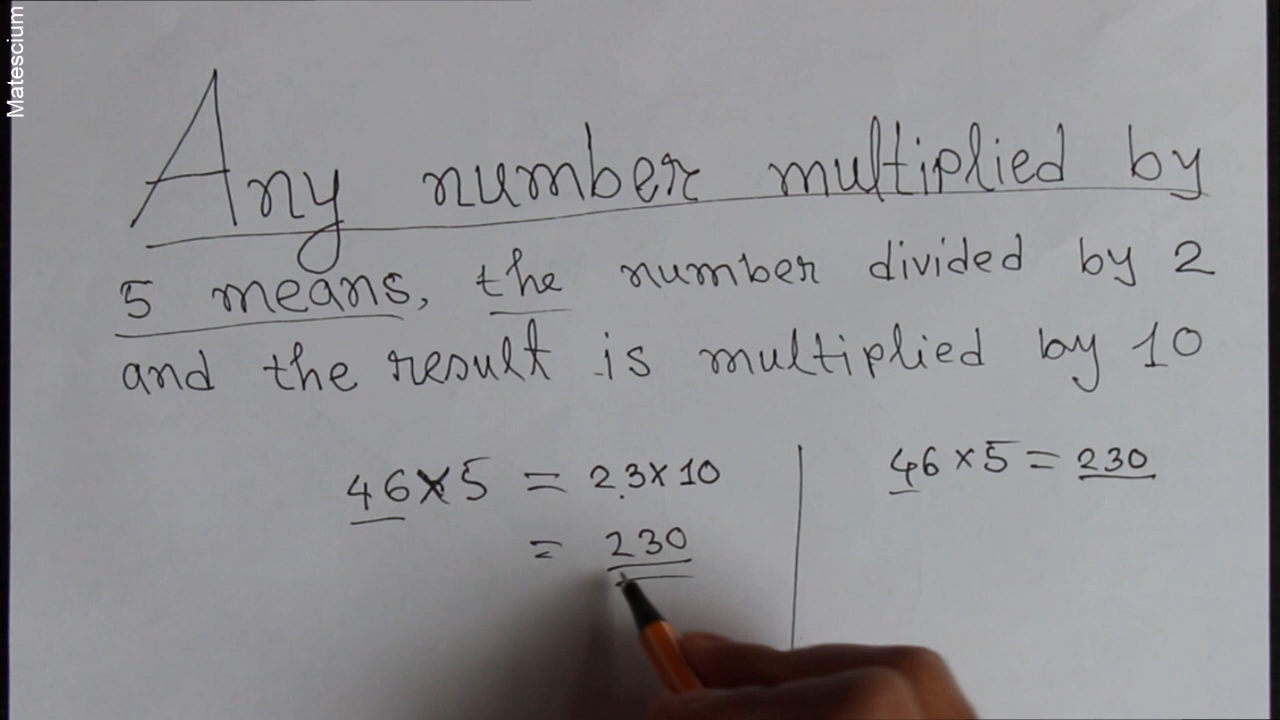 Matescium
Any number multiplied by
5 means, the number divided by 2
and the result is multiplied by 10
46×5 = 23×10
= 230
46×5 = 230